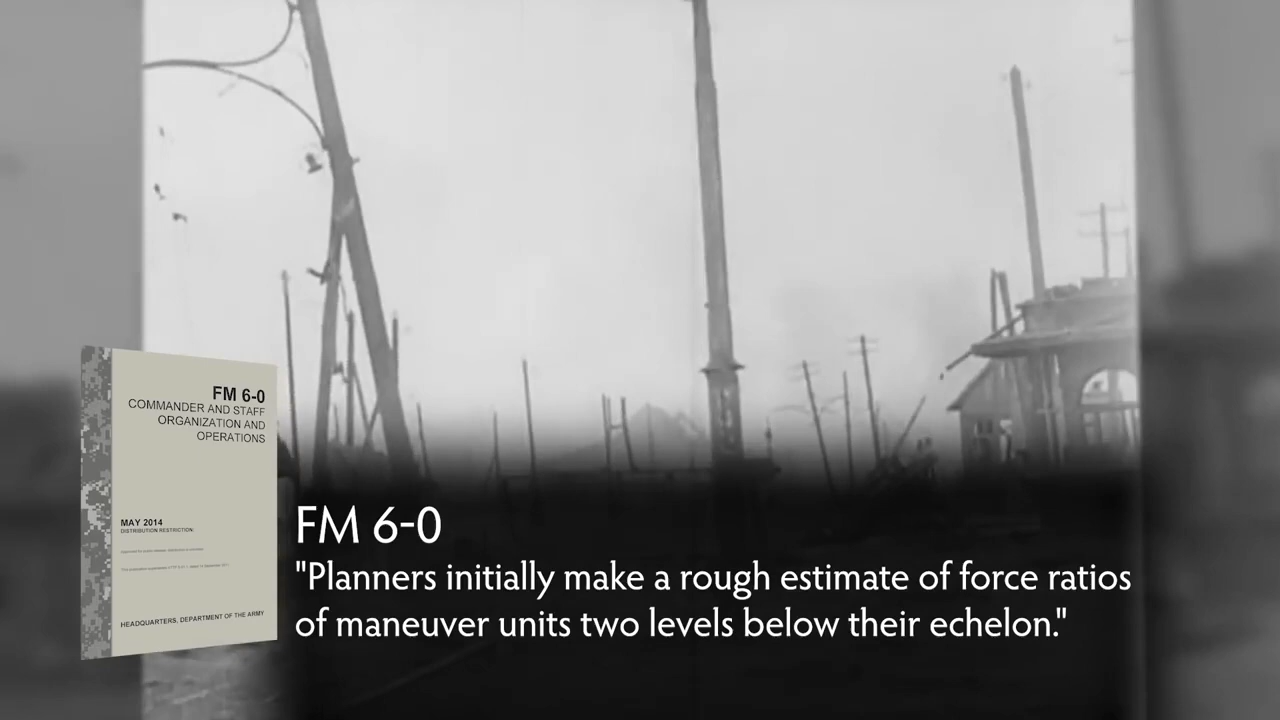 FM 6-0
COMMANDER AND STAFF
ORGANIZATION AND
OPERATIONS
MAY 2014
DISTRIBUTION RESTRICTION:
HEADQUARTERS, DEPARTMENT OF THE ARMY
FM 6-0
"Planners initially make a rough estimate of force ratios
of maneuver units two levels below their echelon."